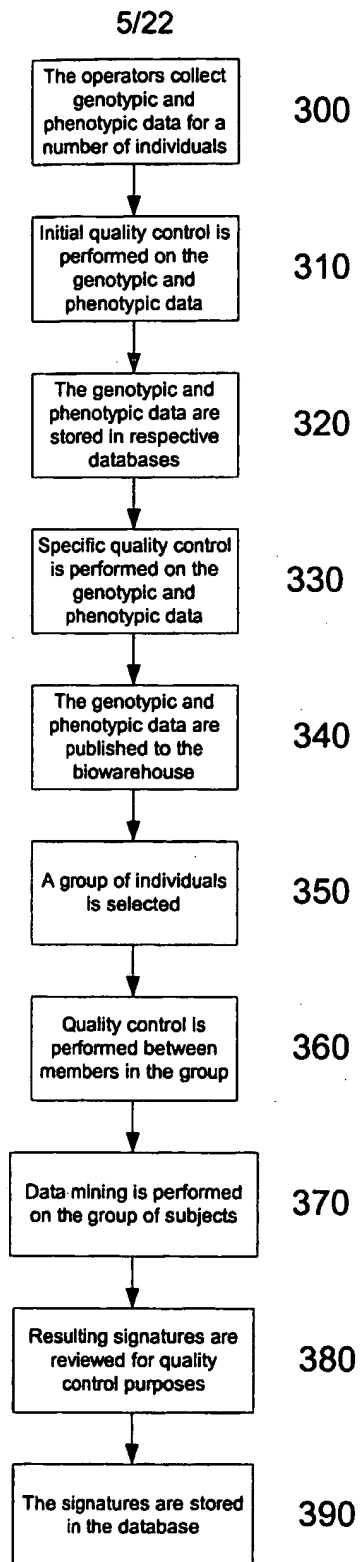 5/22
The operators collect
genotypic and
phenotypic data for a
number of individuals
300
Initial quality control is
performed on the
genotypic and
phenotypic data
310
The genotypic and
phenotypic data are
stored in respective
databases
320
Specific quality control
is performed on the
genotypic and
phenotypic data
330
The genotypic and
phenotypic data are
published to the
biowarehouse
340
A group of individuals
is selected
350
Quality control is
performed between
members in the group
360
Data mining is performed
on the group of subjects
370
Resulting signatures are
reviewed for quality
control purposes
380
The signatures are stored
in the database
390